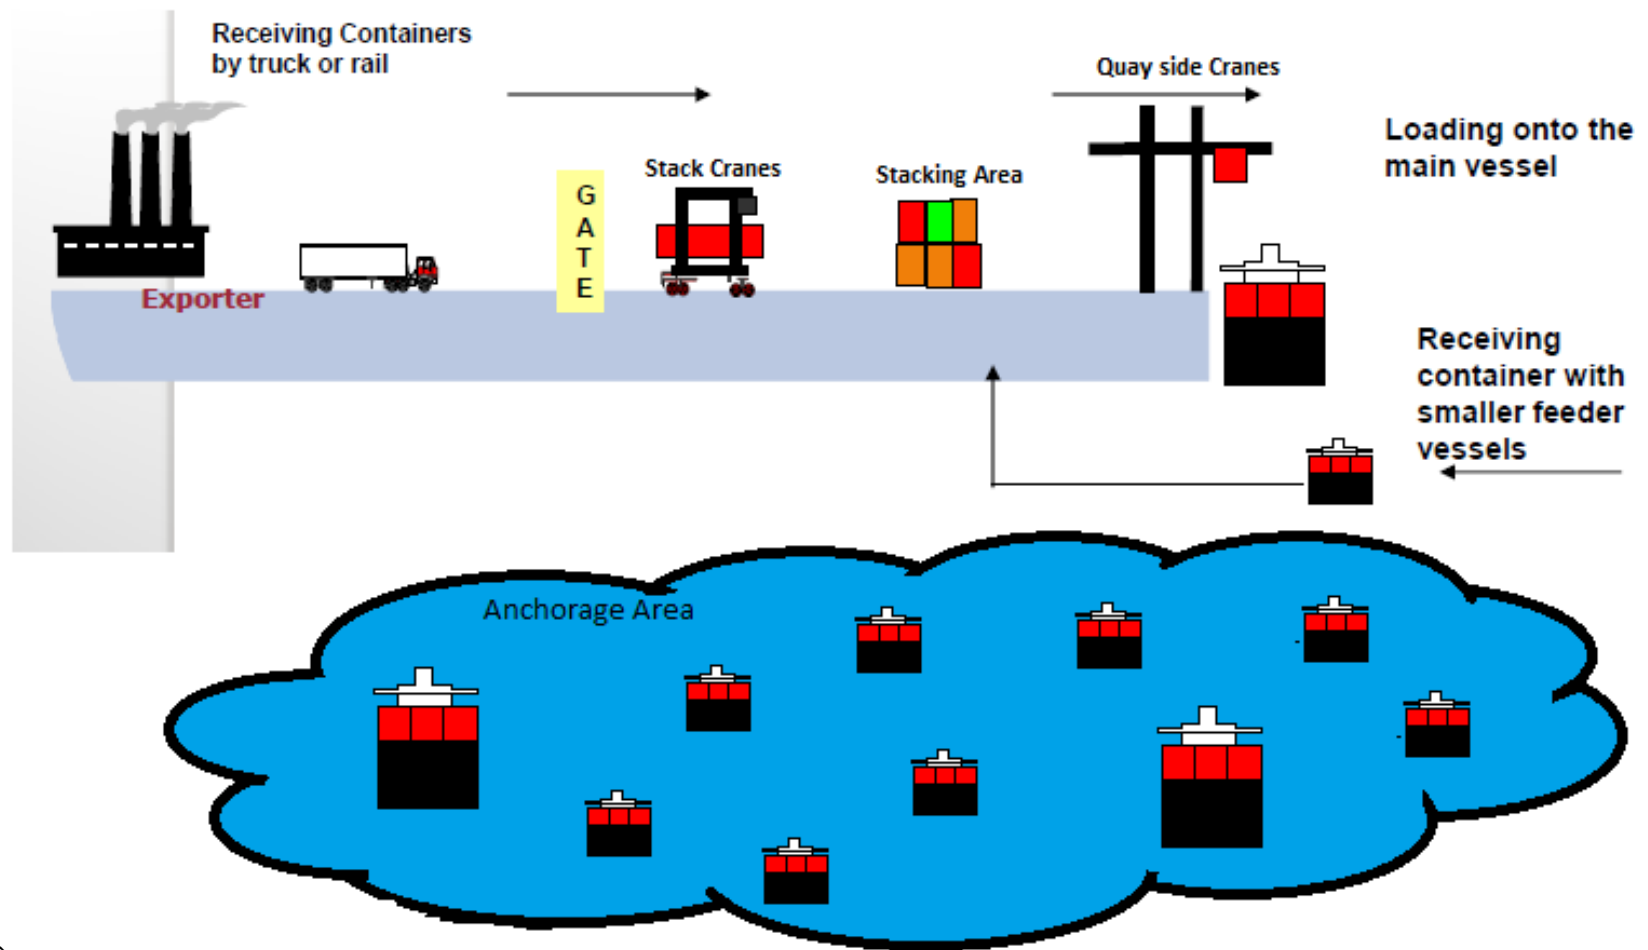 Receiving Containers
by truck or rail
Quay side Cranes
Loading onto the
main vessel
Stack Cranes
Stacking Area
G
A
T
E
Exporter
Receiving
container with
smaller feeder
vessels
Anchorage Area